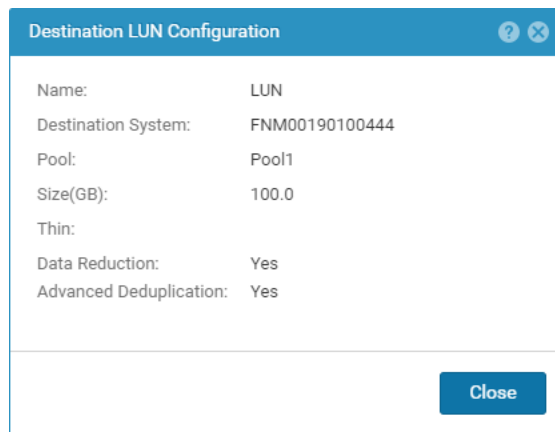 Destination LUN Configuration
Name: LUN
Destination System: FNM00190100444
Pool: Pool1
Size(GB): 100.0
Thin:
Data Reduction: Yes
Advanced Deduplication: Yes
Close